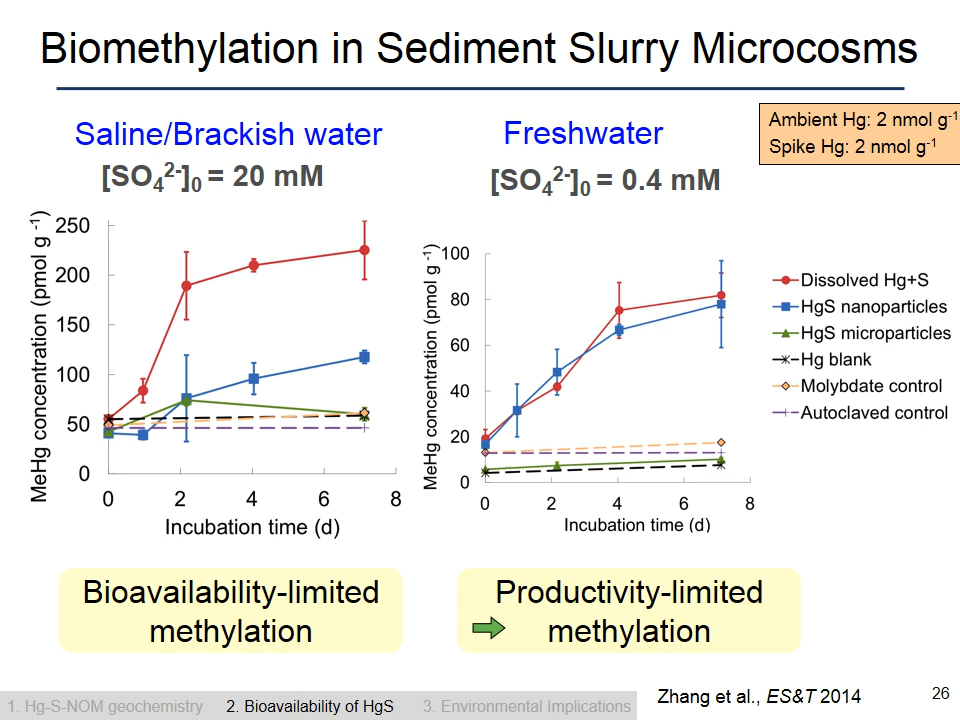 Biomethylation in Sediment Slurry Microcosms
Saline/Brackish water
[SO₄²⁻]₀ = 20 mM
Freshwater
[SO₄²⁻]₀ = 0.4 mM
Ambient Hg: 2 nmol g⁻¹
Spike Hg: 2 nmol g⁻¹
MeHg concentration (pmol g ⁻¹)
250
200
150
100
50
0
0 2 4 6 8
Incubation time (d)
MeHg concentration (pmol g ⁻¹)
100
80
60
40
20
0
0 2 4 6 8
Incubation time (d)
Dissolved Hg+S
HgS nanoparticles
HgS microparticles
Hg blank
Molybdate control
Autoclaved control
Bioavailability-limited
methylation
Productivity-limited
methylation
Zhang et al., ES&T 2014
26
1. Hg-S-NOM geochemistry 2. Bioavailability of HgS 3. Environmental Implications